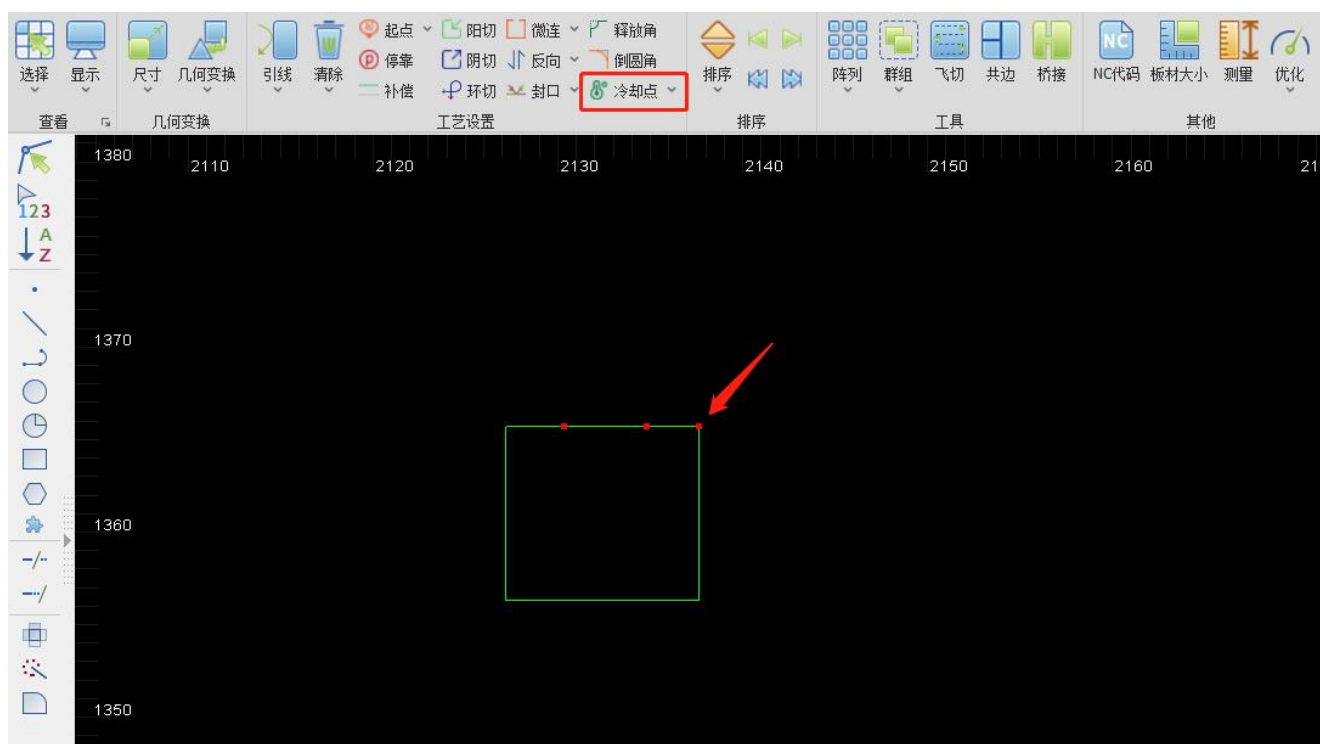 起点 阳切 微连 释放角
停靠 阴切 反向 倒圆角
选择 显示 尺寸 几何变换 引线 清除 排序 阵列 群组 飞切 共边 桥接 NC NC代码 板材大小 测量 优化
补偿 环切 封口 冷却点
查看 几何变换 工艺设置 排序 工具 其他
1380
2110 2120 2130 2140 2150 2160 21
123
A
Z
1370
1360
1350